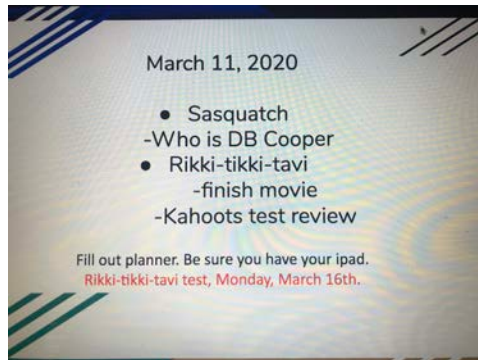 March 11, 2020
● Sasquatch
-Who is DB Cooper
● Rikki-tikki-tavi
-finish movie
-Kahoots test review
Fill out planner. Be sure you have your ipad.
Rikki-tikki-tavi test, Monday, March 16th.